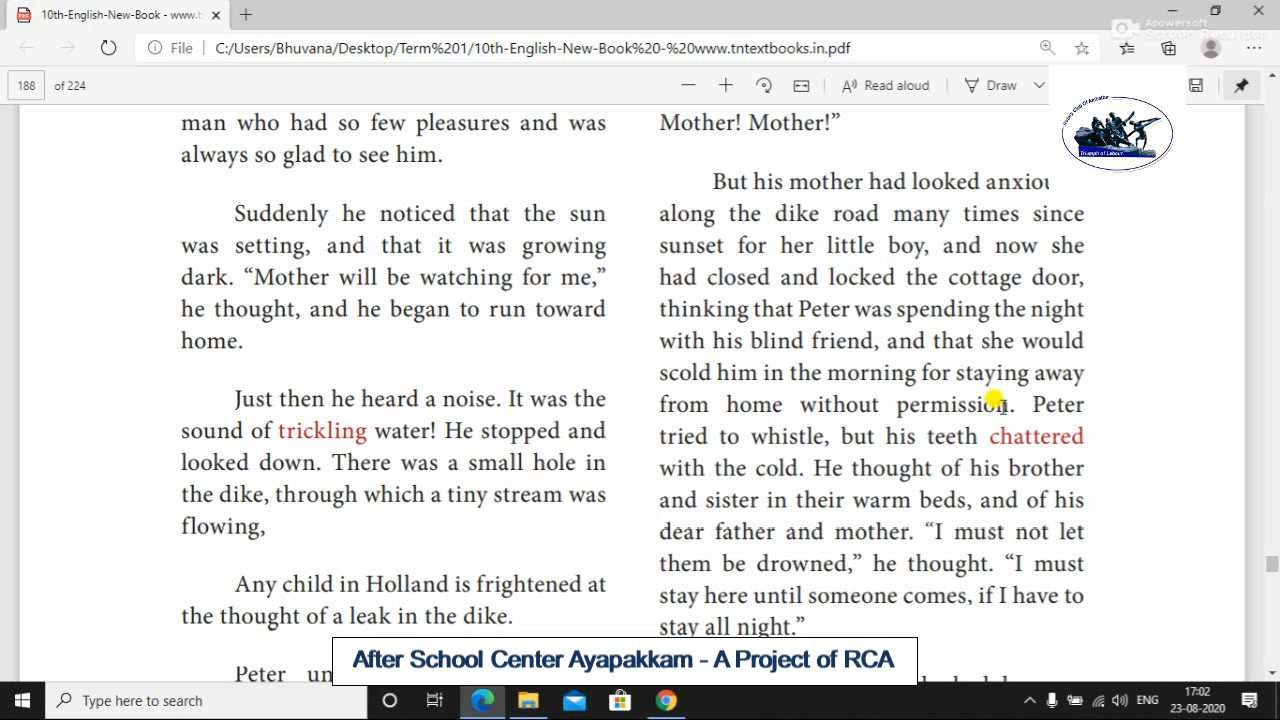 10th-English-New-Book - www.t
Apowersoft
Screen Recorder
File
C:/Users/Bhuvana/Desktop/Term%201/10th-English-New-Book%20-%20www.tntextbooks.in.pdf
188 of 224
Read aloud
Draw
Rotary Club Of Ambattur
Triumph of Labour
man who had so few pleasures and was
always so glad to see him.
Suddenly he noticed that the sun
was setting, and that it was growing
dark. “Mother will be watching for me,”
he thought, and he began to run toward
home.
Just then he heard a noise. It was the
sound of trickling water! He stopped and
looked down. There was a small hole in
the dike, through which a tiny stream was
flowing,
Any child in Holland is frightened at
the thought of a leak in the dike.
Peter un
Mother! Mother!”
But his mother had looked anxiou
along the dike road many times since
sunset for her little boy, and now she
had closed and locked the cottage door,
thinking that Peter was spending the night
with his blind friend, and that she would
scold him in the morning for staying away
from home without permission. Peter
tried to whistle, but his teeth chattered
with the cold. He thought of his brother
and sister in their warm beds, and of his
dear father and mother. “I must not let
them be drowned,” he thought. “I must
stay here until someone comes, if I have to
stay all night.”
After School Center Ayapakkam - A Project of RCA
Type here to search
ENG
17:02
23-08-2020